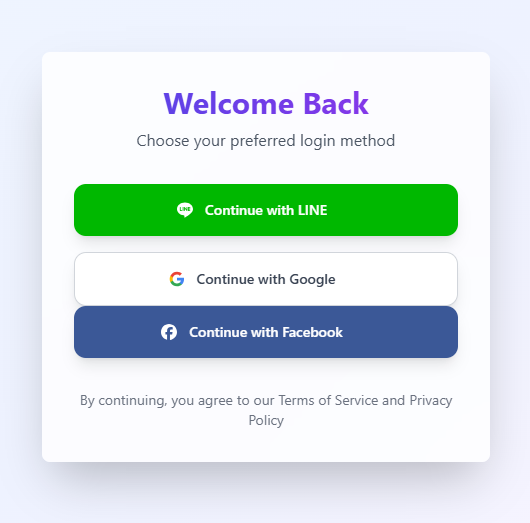 Welcome Back
Choose your preferred login method
LINE Continue with LINE
G Continue with Google
f Continue with Facebook
By continuing, you agree to our Terms of Service and Privacy
Policy